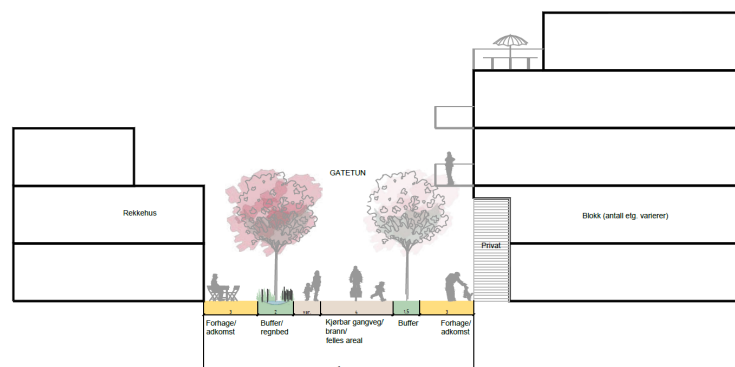 GATETUN
Rekkehus
Blokk (antall etg. varierer)
Privat
3
2
var.
4
1.5
3
Forhage/
adkomst
Buffer/
regnbed
Kjørbar gangveg/
brann/
felles areal
Buffer
Forhage/
adkomst